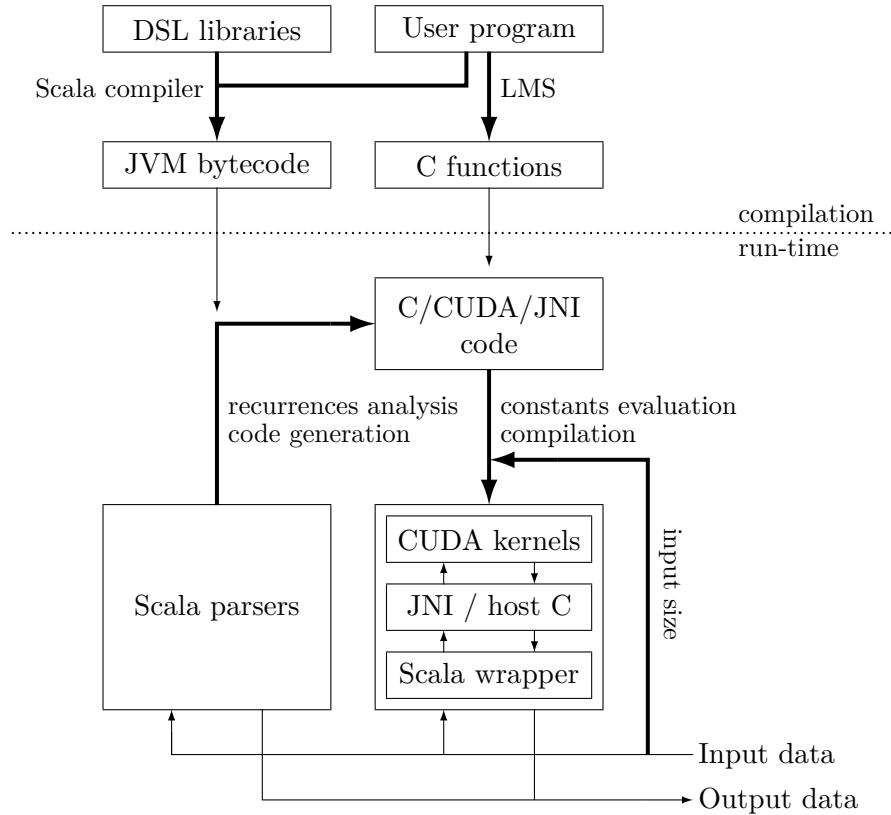 DSL libraries
User program
Scala compiler
LMS
JVM bytecode
C functions
compilation
run-time
C/CUDA/JNI
code
recurrences analysis
code generation
constants evaluation
compilation
CUDA kernels
JNI / host C
Scala wrapper
Scala parsers
input size
Input data
Output data